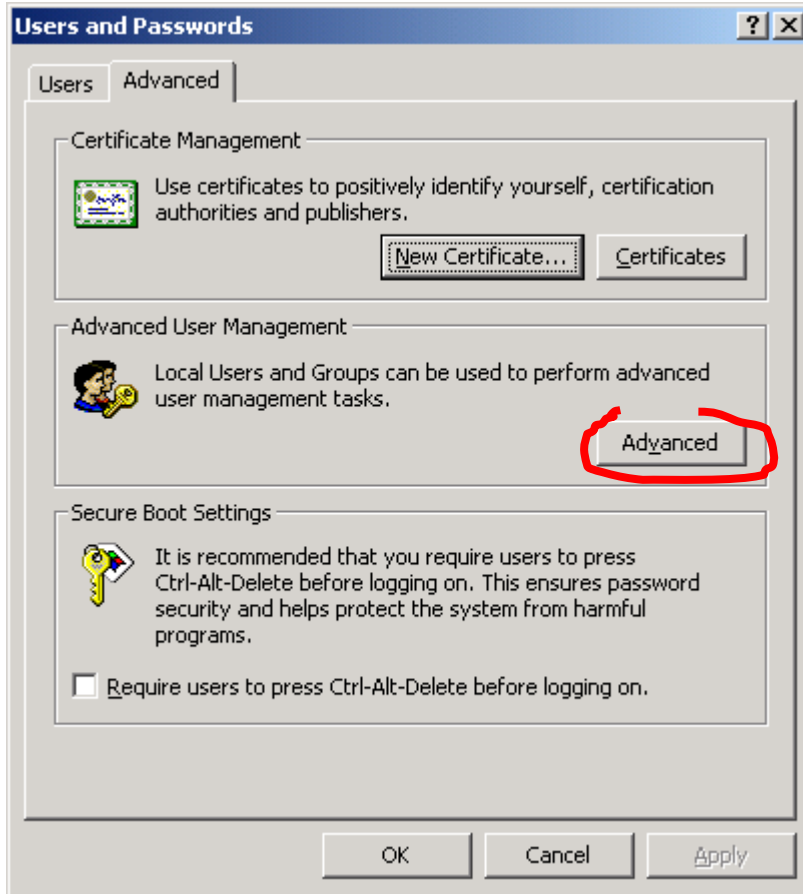 Users and Passwords
Users
Advanced
Certificate Management
Use certificates to positively identify yourself, certification
authorities and publishers.
New Certificate...
Certificates
Advanced User Management
Local Users and Groups can be used to perform advanced
user management tasks.
Advanced
Secure Boot Settings
It is recommended that you require users to press
Ctrl-Alt-Delete before logging on. This ensures password
security and helps protect the system from harmful
programs.
Require users to press Ctrl-Alt-Delete before logging on.
OK
Cancel
Apply